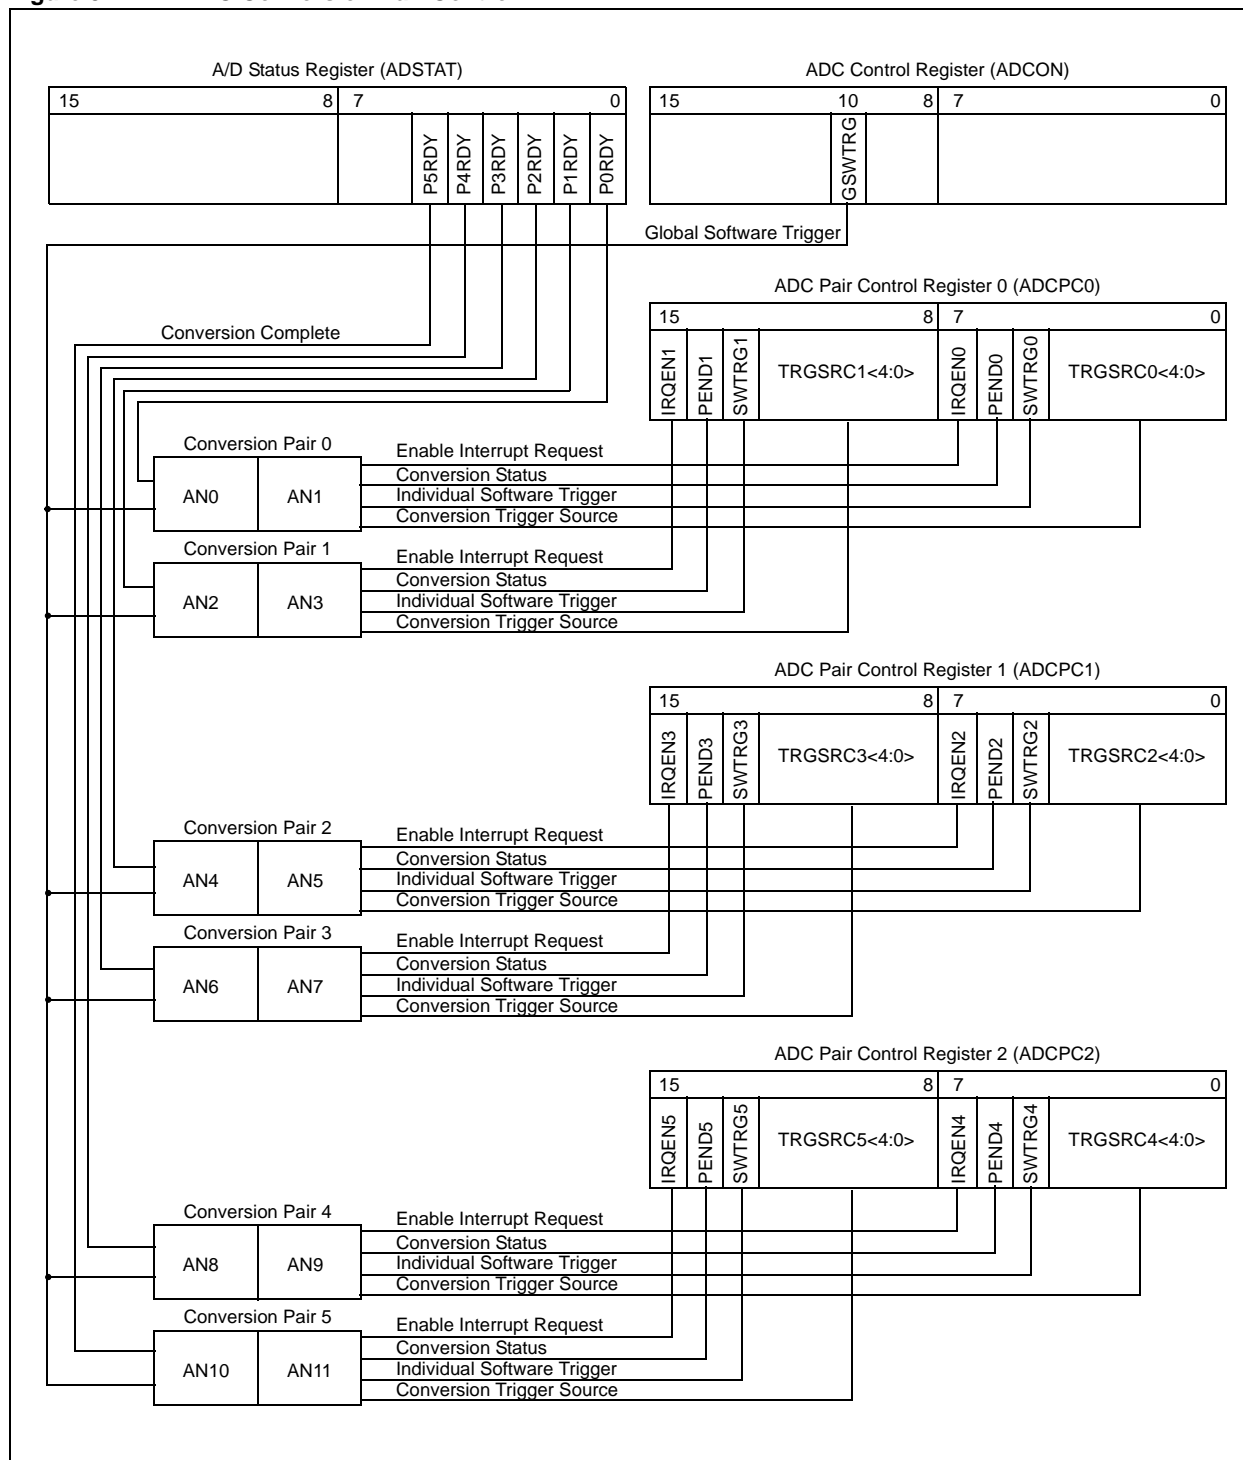 A/D Status Register (ADSTAT)
15 8 7 0
P5RDY
P4RDY
P3RDY
P2RDY
P1RDY
P0RDY
ADC Control Register (ADCON)
15 10 8 7 0
GSWTRG
Global Software Trigger
Conversion Complete
ADC Pair Control Register 0 (ADCPC0)
15 8 7 0
IRQEN1
PEND1
SWTRG1
TRGSRC1<4:0>
IRQEN0
PEND0
SWTRG0
TRGSRC0<4:0>
Conversion Pair 0
AN0 AN1
Enable Interrupt Request
Conversion Status
Individual Software Trigger
Conversion Trigger Source
Conversion Pair 1
AN2 AN3
Enable Interrupt Request
Conversion Status
Individual Software Trigger
Conversion Trigger Source
ADC Pair Control Register 1 (ADCPC1)
15 8 7 0
IRQEN3
PEND3
SWTRG3
TRGSRC3<4:0>
IRQEN2
PEND2
SWTRG2
TRGSRC2<4:0>
Conversion Pair 2
AN4 AN5
Enable Interrupt Request
Conversion Status
Individual Software Trigger
Conversion Trigger Source
Conversion Pair 3
AN6 AN7
Enable Interrupt Request
Conversion Status
Individual Software Trigger
Conversion Trigger Source
ADC Pair Control Register 2 (ADCPC2)
15 8 7 0
IRQEN5
PEND5
SWTRG5
TRGSRC5<4:0>
IRQEN4
PEND4
SWTRG4
TRGSRC4<4:0>
Conversion Pair 4
AN8 AN9
Enable Interrupt Request
Conversion Status
Individual Software Trigger
Conversion Trigger Source
Conversion Pair 5
AN10 AN11
Enable Interrupt Request
Conversion Status
Individual Software Trigger
Conversion Trigger Source